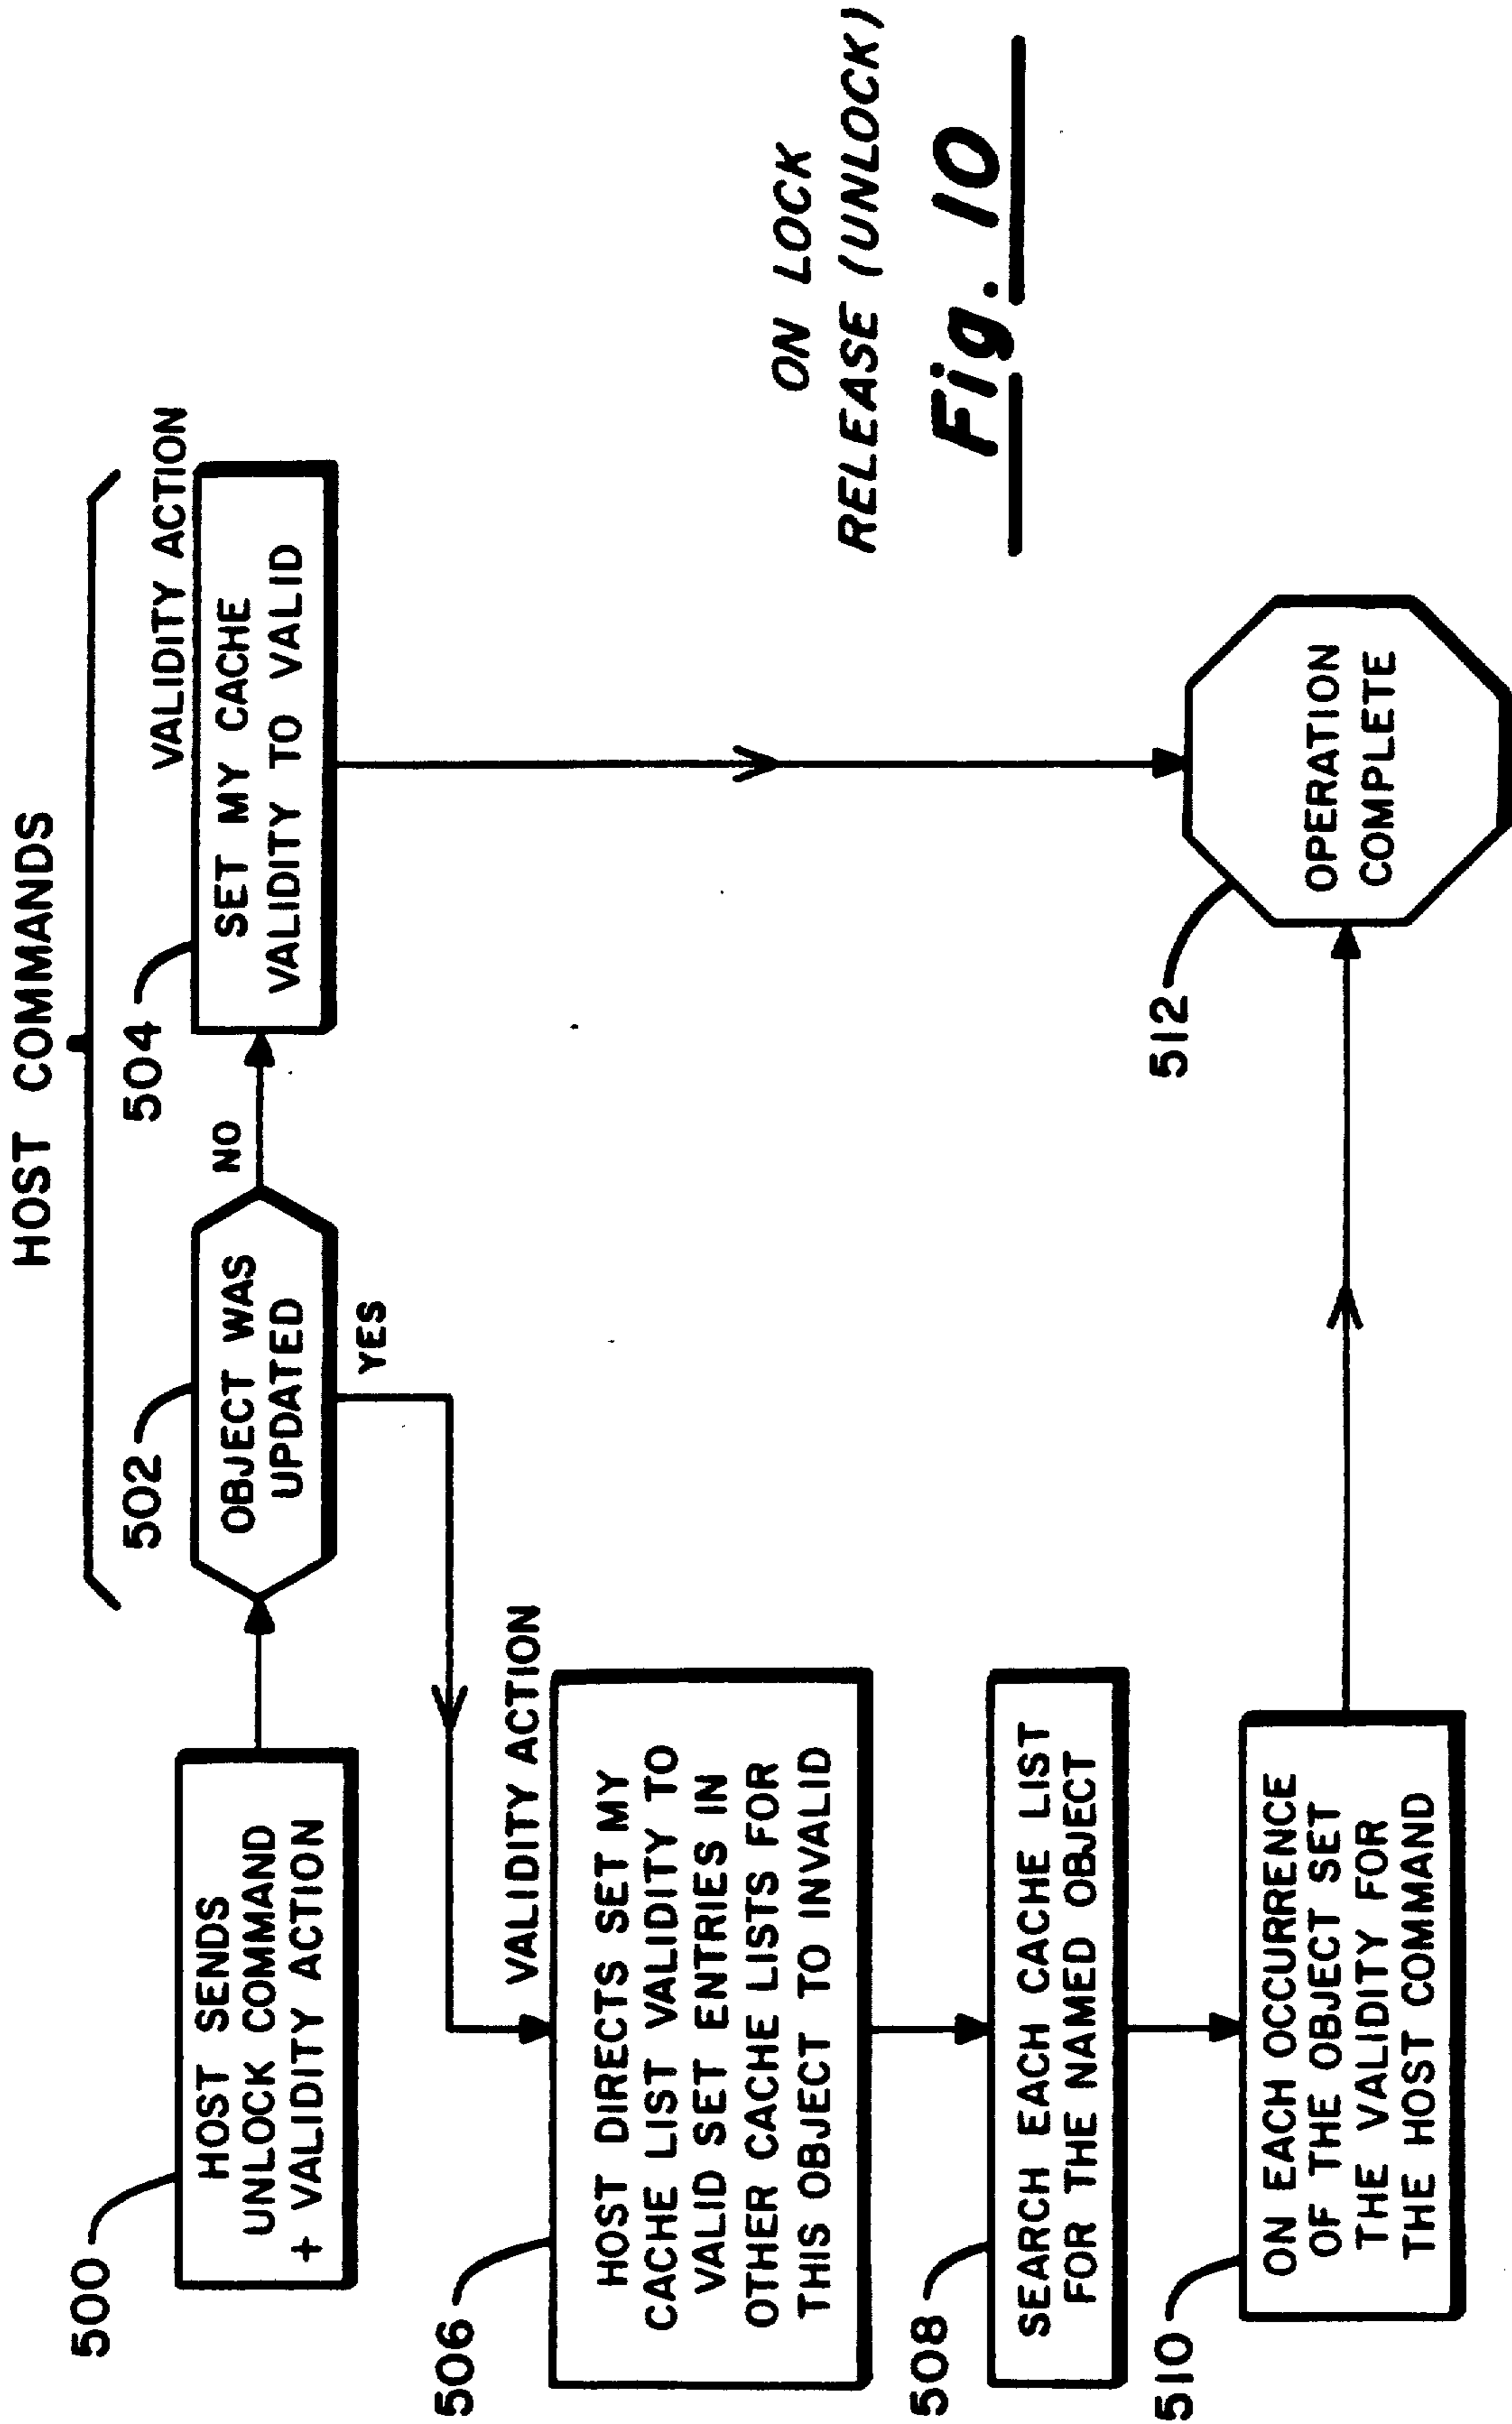 HOST COMMANDS
500
HOST SENDS
UNLOCK COMMAND
+ VALIDITY ACTION
502
OBJECT WAS
UPDATED
NO
YES
504
VALIDITY ACTION
SET MY CACHE
VALIDITY TO VALID
VALIDITY ACTION
506
HOST DIRECTS SET MY
CACHE LIST VALIDITY TO
VALID SET ENTRIES IN
OTHER CACHE LISTS FOR
THIS OBJECT TO INVALID
508
SEARCH EACH CACHE LIST
FOR THE NAMED OBJECT
510
ON EACH OCCURRENCE
OF THE OBJECT SET
THE VALIDITY FOR
THE HOST COMMAND
512
OPERATION
COMPLETE
ON LOCK
RELEASE (UNLOCK)
Fig. 10